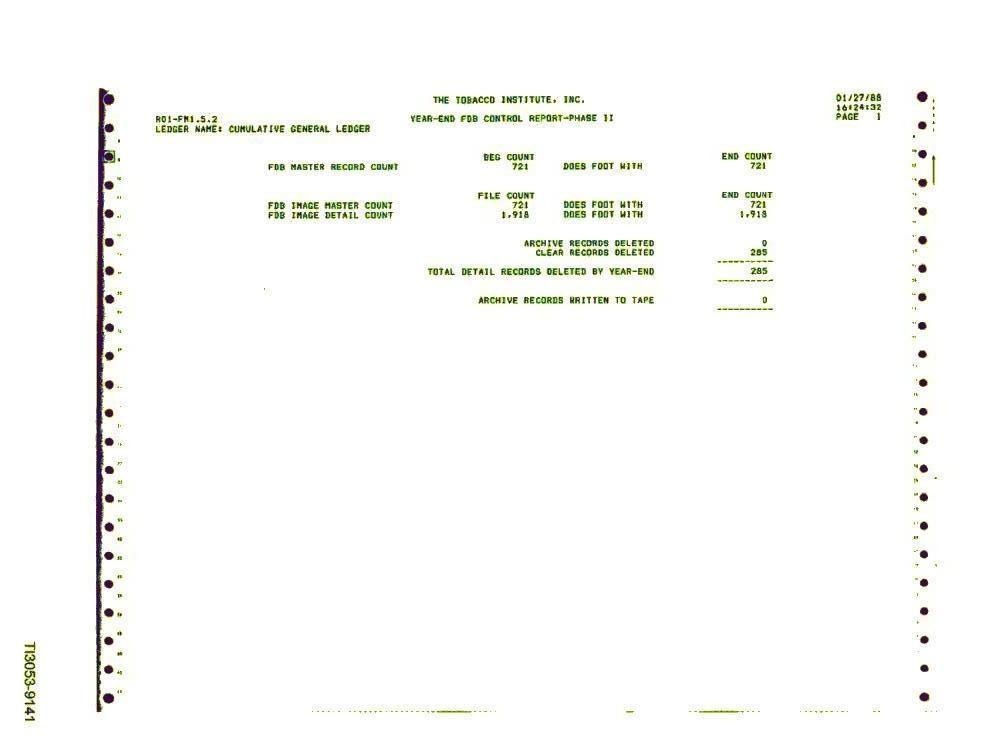 THE TOBACCO INSTITUTE, INC. 01/27/88
16:24:32
R01-FM1.5.2 YEAR-END FDB CONTROL REPORT-PHASE II PAGE 1
LEDGER NAME: CUMULATIVE GENERAL LEDGER
BEG COUNT END COUNT
FDB MASTER RECORD COUNT 721 DOES FOOT WITH 721
FILE COUNT END COUNT
FDB IMAGE MASTER COUNT 721 DOES FOOT WITH 721
FDB IMAGE DETAIL COUNT 1,918 DOES FOOT WITH 1,918
ARCHIVE RECORDS DELETED 0
CLEAR RECORDS DELETED 285
TOTAL DETAIL RECORDS DELETED BY YEAR-END 285
ARCHIVE RECORDS WRITTEN TO TAPE 0
TI3053-9141